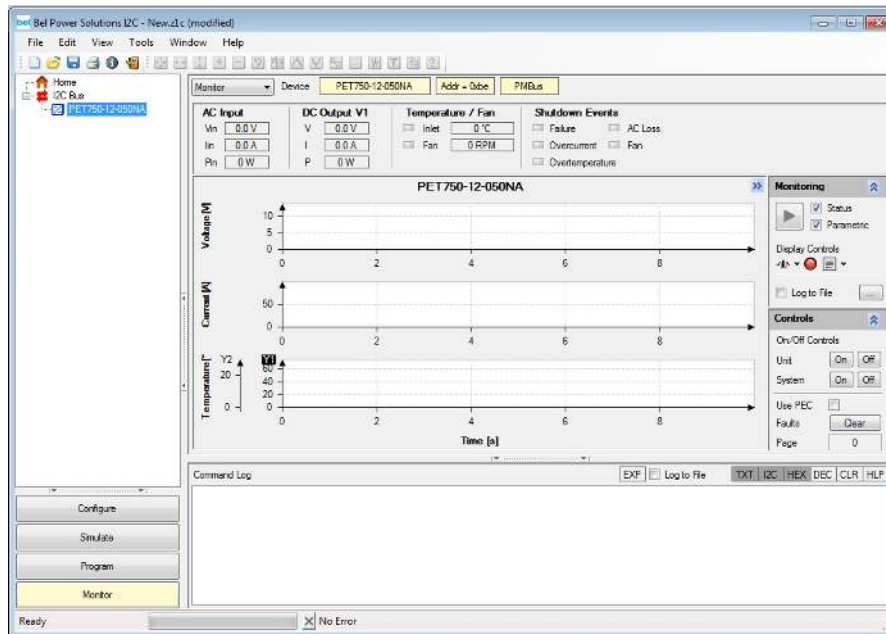 bel Bel Power Solutions I2C - New.z1c (modified)
File Edit View Tools Window Help
Home
I2C Bus
PET750-12-050NA
Monitor Device PET750-12-050NA Addr = 0xbe PMBus
AC Input DC Output V1 Temperature / Fan Shutdown Events
Vin 0.0 V V 0.0 V Inlet 0 °C Failure AC Loss
Iin 0.0 A I 0.0 A Fan 0 RPM Overcurrent Fan
Pin 0 W P 0 W Overtemperature
PET750-12-050NA
Voltage [V]
10
5
0
0 2 4 6 8
Current [A]
50
0
0 2 4 6 8
Temperature [°
Y2
20
0
Y1
60
40
20
0
0 2 4 6 8
Time [s]
Monitoring
Status
Parametric
Display Controls
Log to File ...
Controls
On/Off Controls
Unit On Off
System On Off
Use PEC
Faults Clear
Page 0
Command Log EXP Log to File TXT I2C HEX DEC CLR HLP
Configure
Simulate
Program
Monitor
Ready No Error